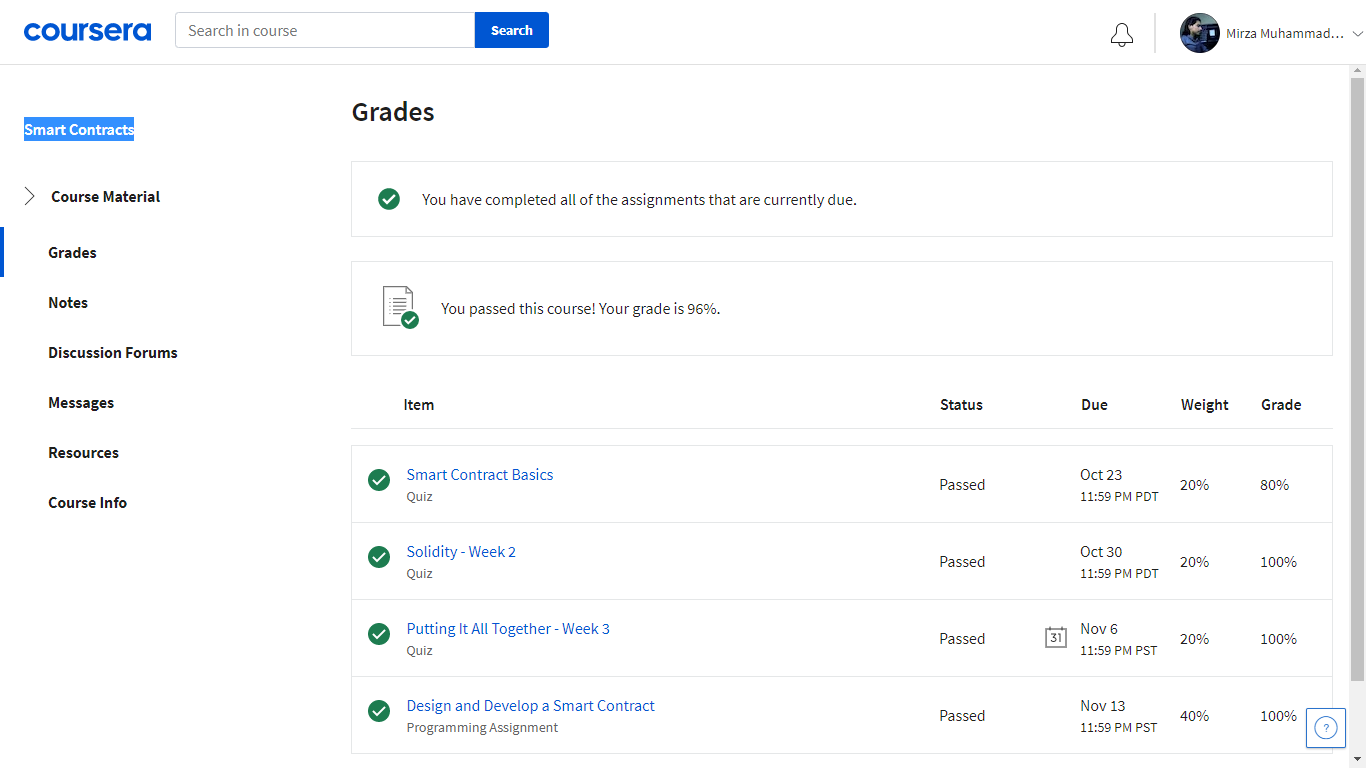 coursera
Search in course
Search
Mirza Muhammad...
Smart Contracts
Course Material
Grades
Notes
Discussion Forums
Messages
Resources
Course Info
Grades
You have completed all of the assignments that are currently due.
You passed this course! Your grade is 96%.
Item Status Due Weight Grade
Smart Contract Basics
Quiz
Passed
Oct 23
11:59 PM PDT
20%
80%
Solidity - Week 2
Quiz
Passed
Oct 30
11:59 PM PDT
20%
100%
Putting It All Together - Week 3
Quiz
Passed
31
Nov 6
11:59 PM PST
20%
100%
Design and Develop a Smart Contract
Programming Assignment
Passed
Nov 13
11:59 PM PST
40%
100%
?